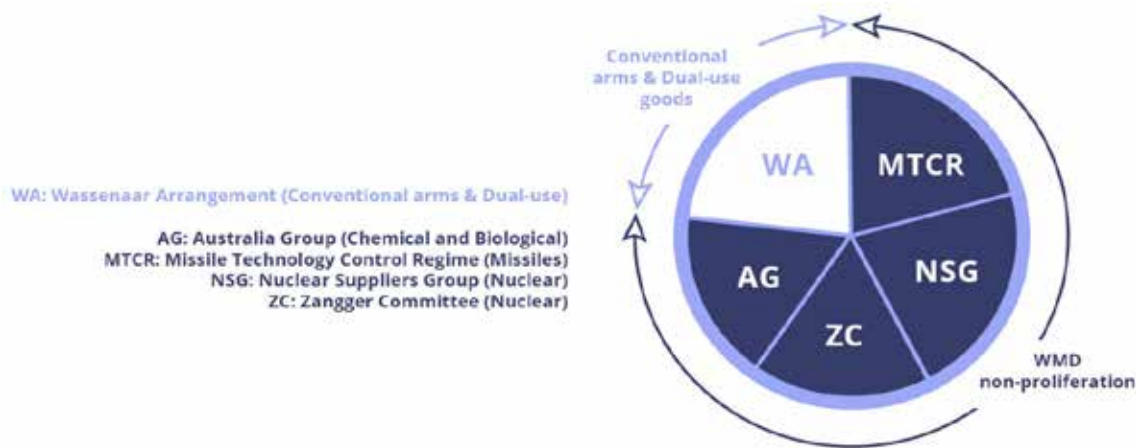 Conventional
arms & Dual-use
goods
WA
MTCR
WA: Wassenaar Arrangement (Conventional arms & Dual-use)
AG: Australia Group (Chemical and Biological)
MTCR: Missile Technology Control Regime (Missiles)
NSG: Nuclear Suppliers Group (Nuclear)
ZC: Zangger Committee (Nuclear)
AG
NSG
ZC
WMD
non-proliferation